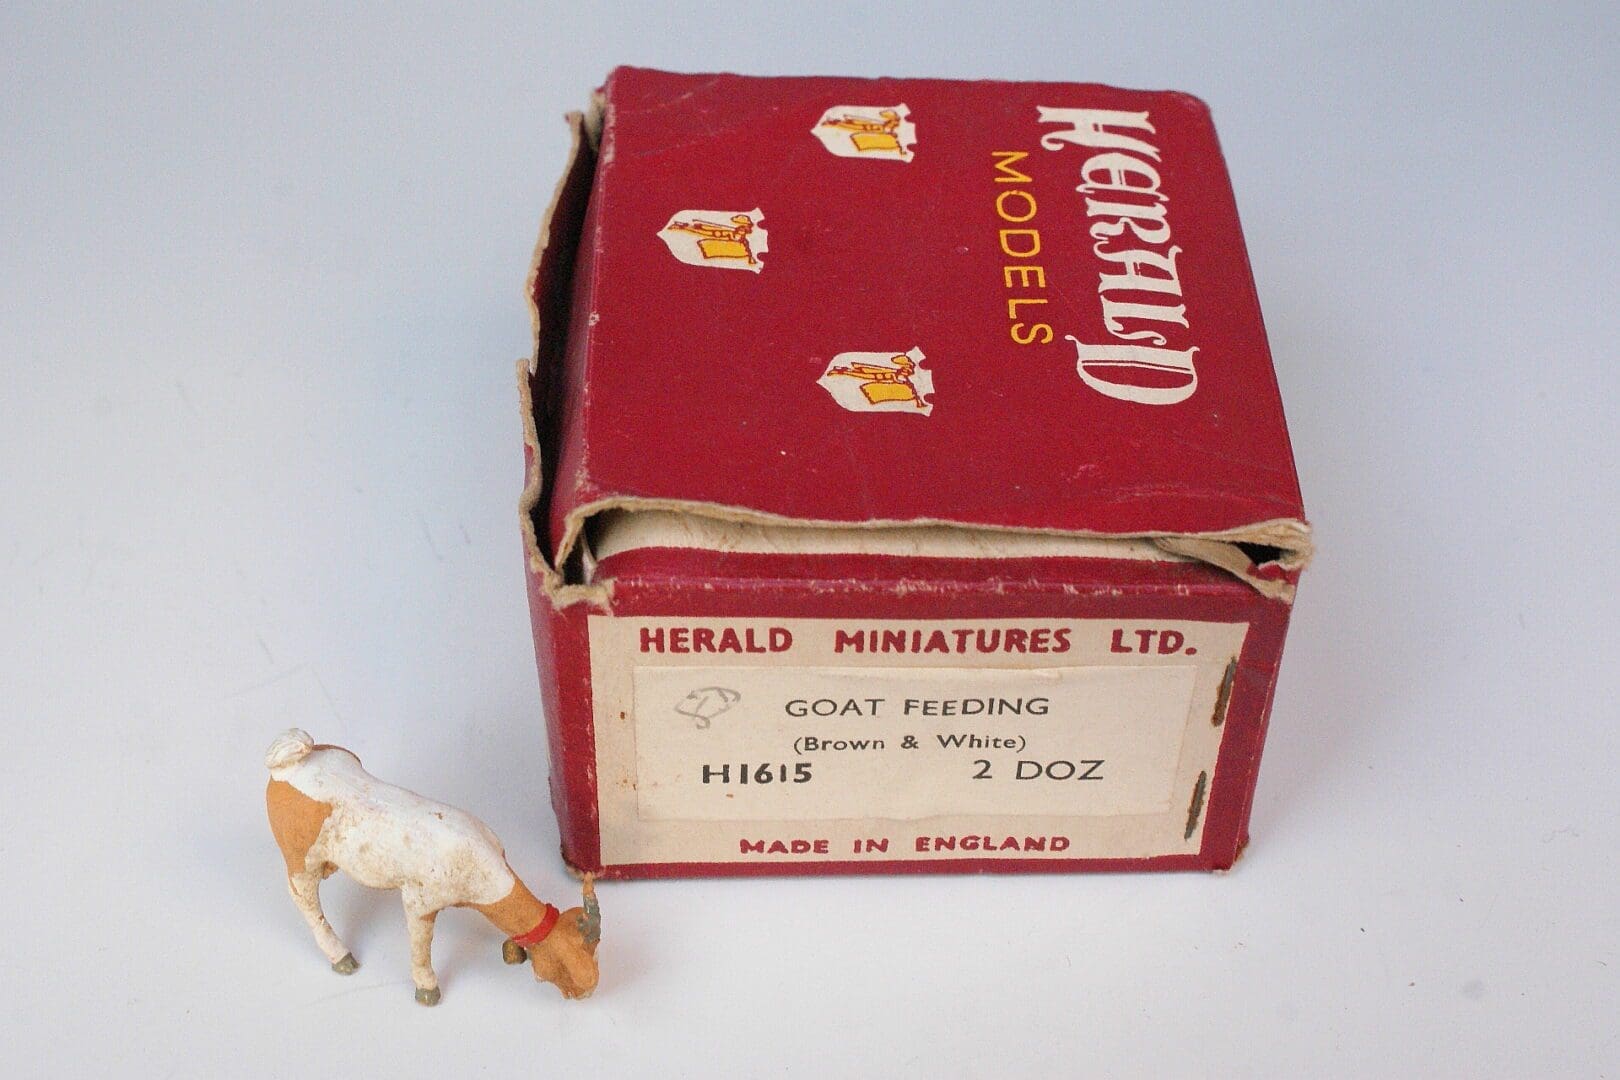 HERALD
MODELS
HERALD MINIATURES LTD.
GOAT FEEDING
(Brown & White)
H1615 2 DOZ
MADE IN ENGLAND